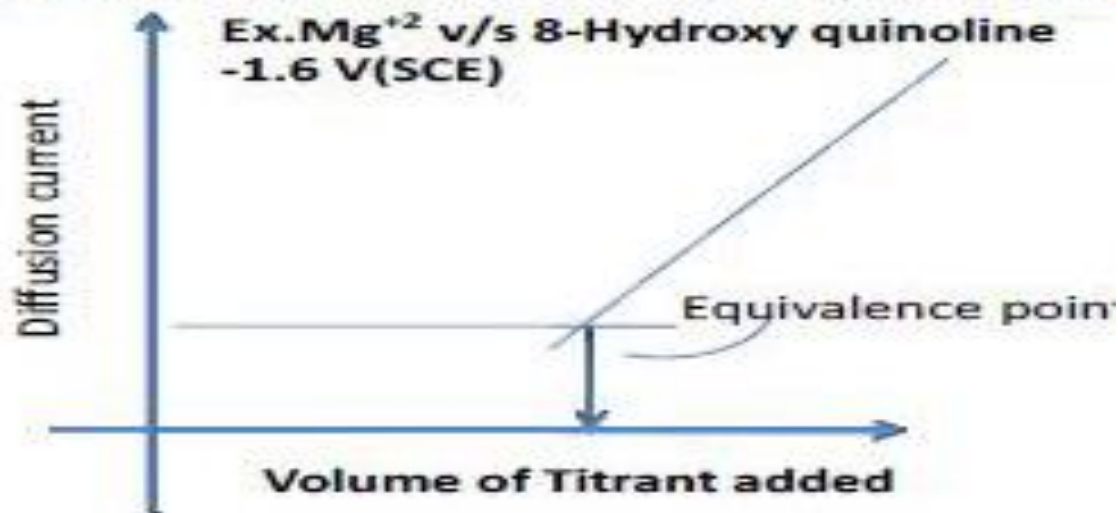 Ex.Mg⁺² v/s 8-Hydroxy quinoline
-1.6 V(SCE)
Diffusion current
Equivalence poin
Volume of Titrant added